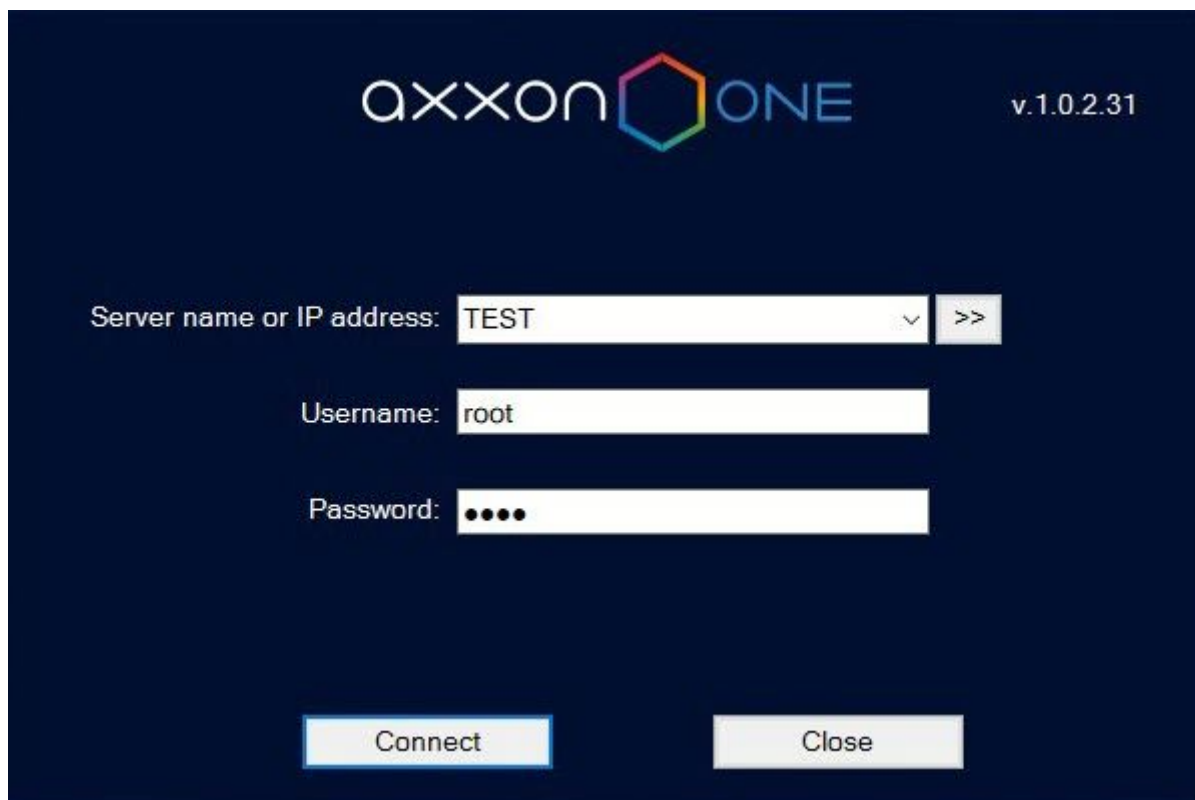 axxon ONE
v.1.0.2.31
Server name or IP address: TEST >>
Username: root
Password: ••••
Connect
Close